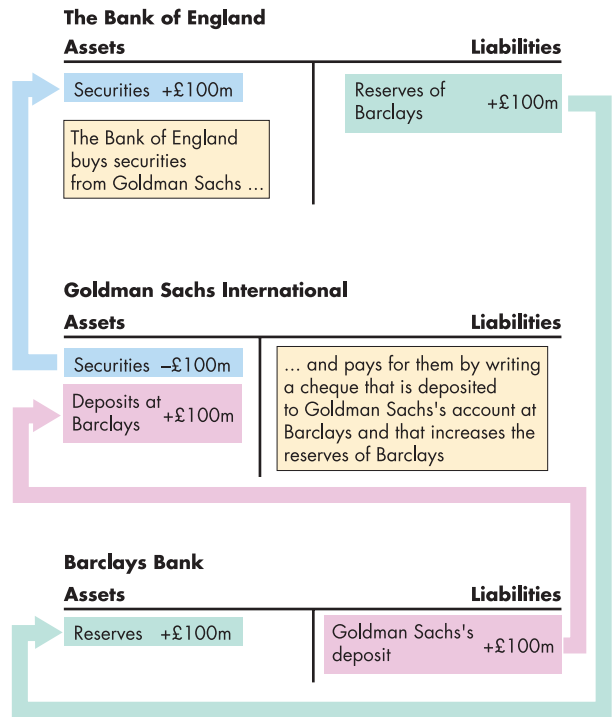 The Bank of England
Assets Liabilities
Securities +£100m
Reserves of
Barclays +£100m
The Bank of England
buys securities
from Goldman Sachs ...
Goldman Sachs International
Assets Liabilities
Securities –£100m
Deposits at
Barclays +£100m
... and pays for them by writing
a cheque that is deposited
to Goldman Sachs's account at
Barclays and that increases the
reserves of Barclays
Barclays Bank
Assets Liabilities
Reserves +£100m
Goldman Sachs's
deposit +£100m